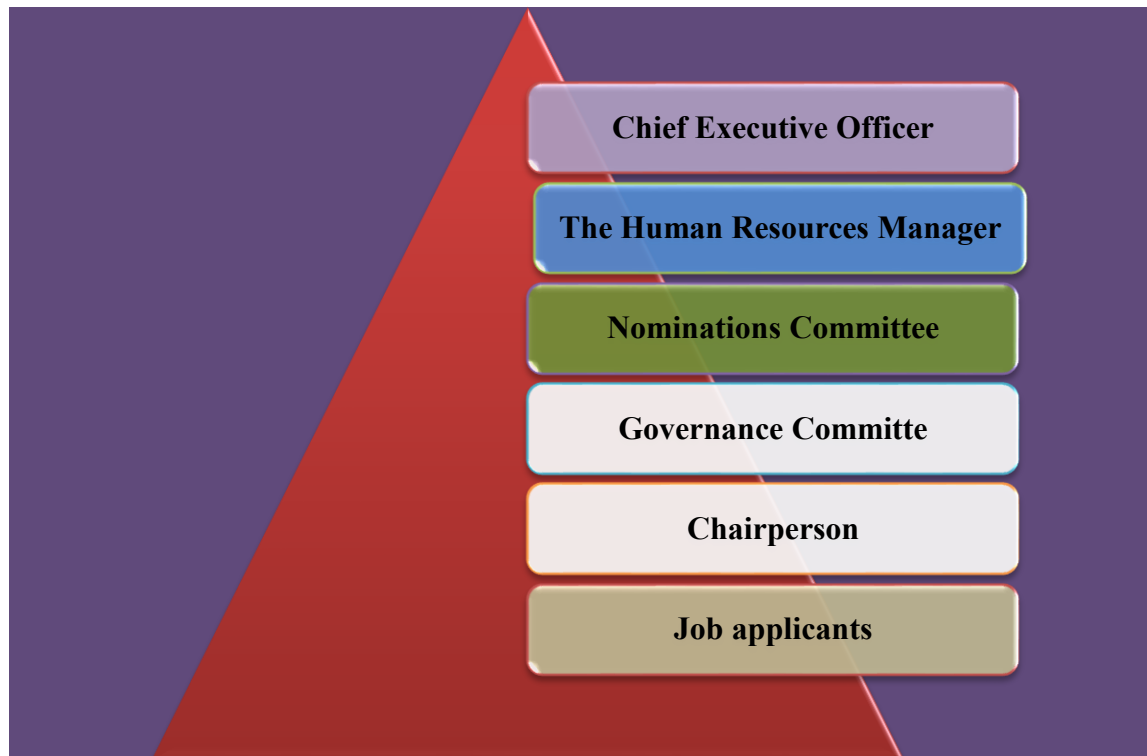 Chief Executive Officer
The Human Resources Manager
Nominations Committee
Governance Committe
Chairperson
Job applicants